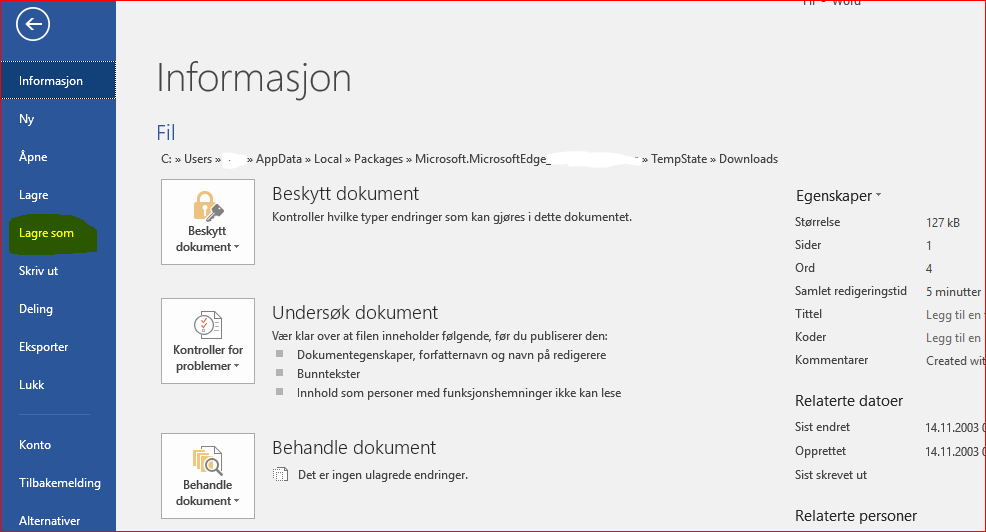 Word
Informasjon
Ny
Åpne
Lagre
Lagre som
Skriv ut
Deling
Eksporter
Lukk
Konto
Tilbakemelding
Alternativer
Informasjon
Fil
C: » Users » » AppData » Local » Packages » Microsoft.MicrosoftEdge_ » TempState » Downloads
Beskytt
dokument
Beskytt dokument
Kontroller hvilke typer endringer som kan gjøres i dette dokumentet.
Kontroller for
problemer
Undersøk dokument
Vær klar over at filen inneholder følgende, før du publiserer den:
Dokumentegenskaper, forfatternavn og navn på redigerere
Bunntekster
Innhold som personer med funksjonshemninger ikke kan lese
Behandle
dokument
Behandle dokument
Det er ingen ulagrede endringer.
Egenskaper
Størrelse 127 kB
Sider 1
Ord 4
Samlet redigeringstid 5 minutter
Tittel Legg til en
Koder Legg til en
Kommentarer Created wit
Relaterte datoer
Sist endret 14.11.2003
Opprettet 14.11.2003
Sist skrevet ut
Relaterte personer